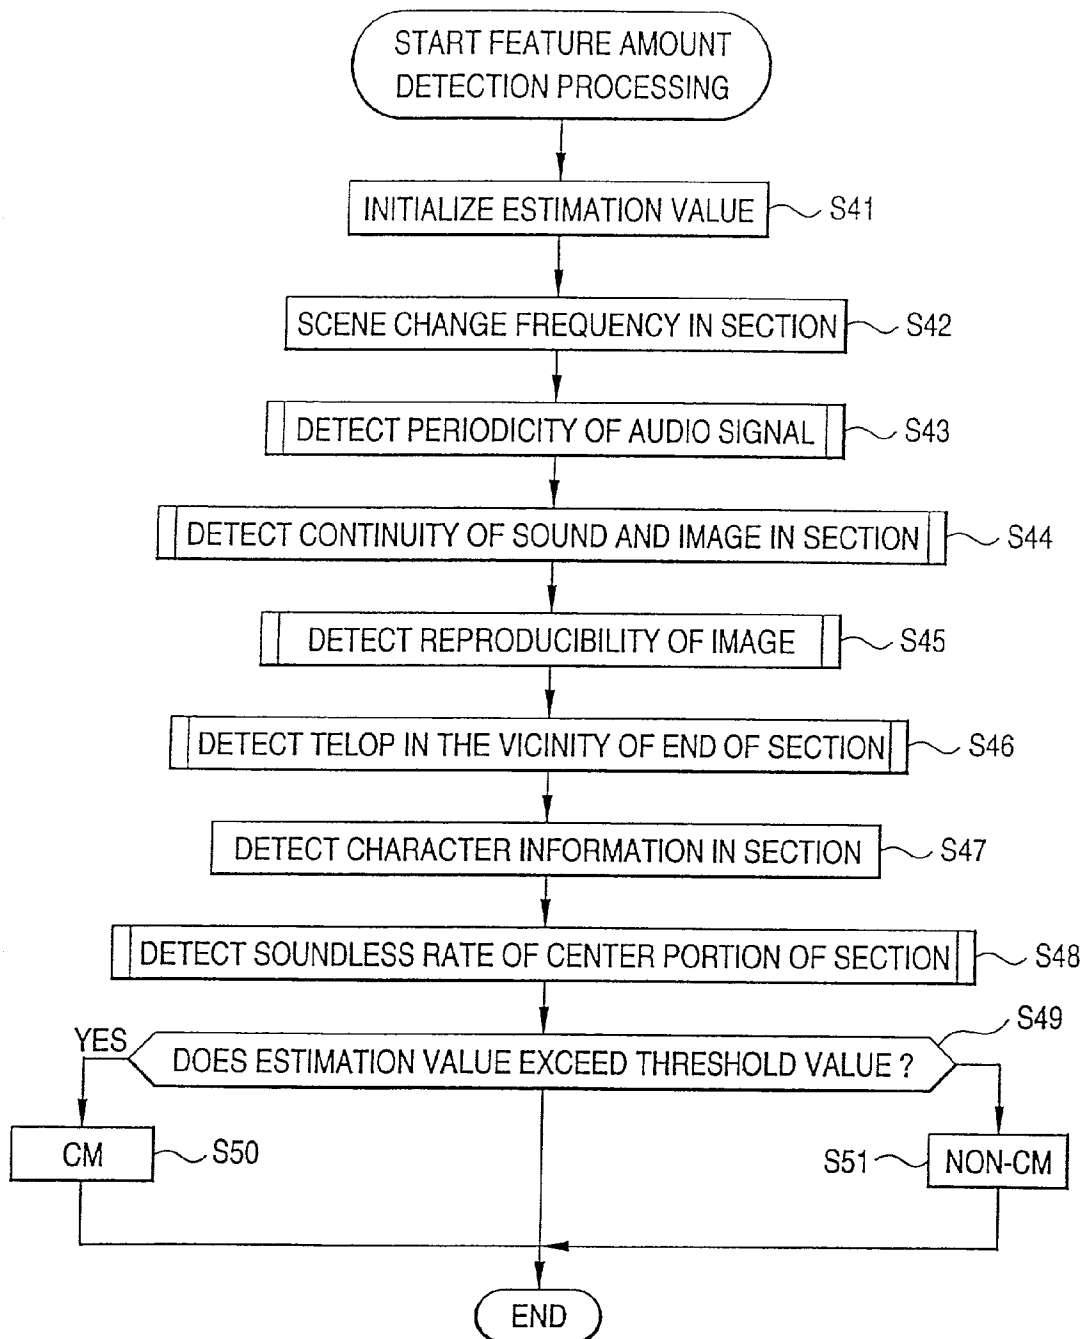 START FEATURE AMOUNT
DETECTION PROCESSING
INITIALIZE ESTIMATION VALUE
S41
SCENE CHANGE FREQUENCY IN SECTION
S42
DETECT PERIODICITY OF AUDIO SIGNAL
S43
DETECT CONTINUITY OF SOUND AND IMAGE IN SECTION
S44
DETECT REPRODUCIBILITY OF IMAGE
S45
DETECT TELOP IN THE VICINITY OF END OF SECTION
S46
DETECT CHARACTER INFORMATION IN SECTION
S47
DETECT SOUNDLESS RATE OF CENTER PORTION OF SECTION
S48
S49
YES
DOES ESTIMATION VALUE EXCEED THRESHOLD VALUE ?
CM
S50
S51
NON-CM
END